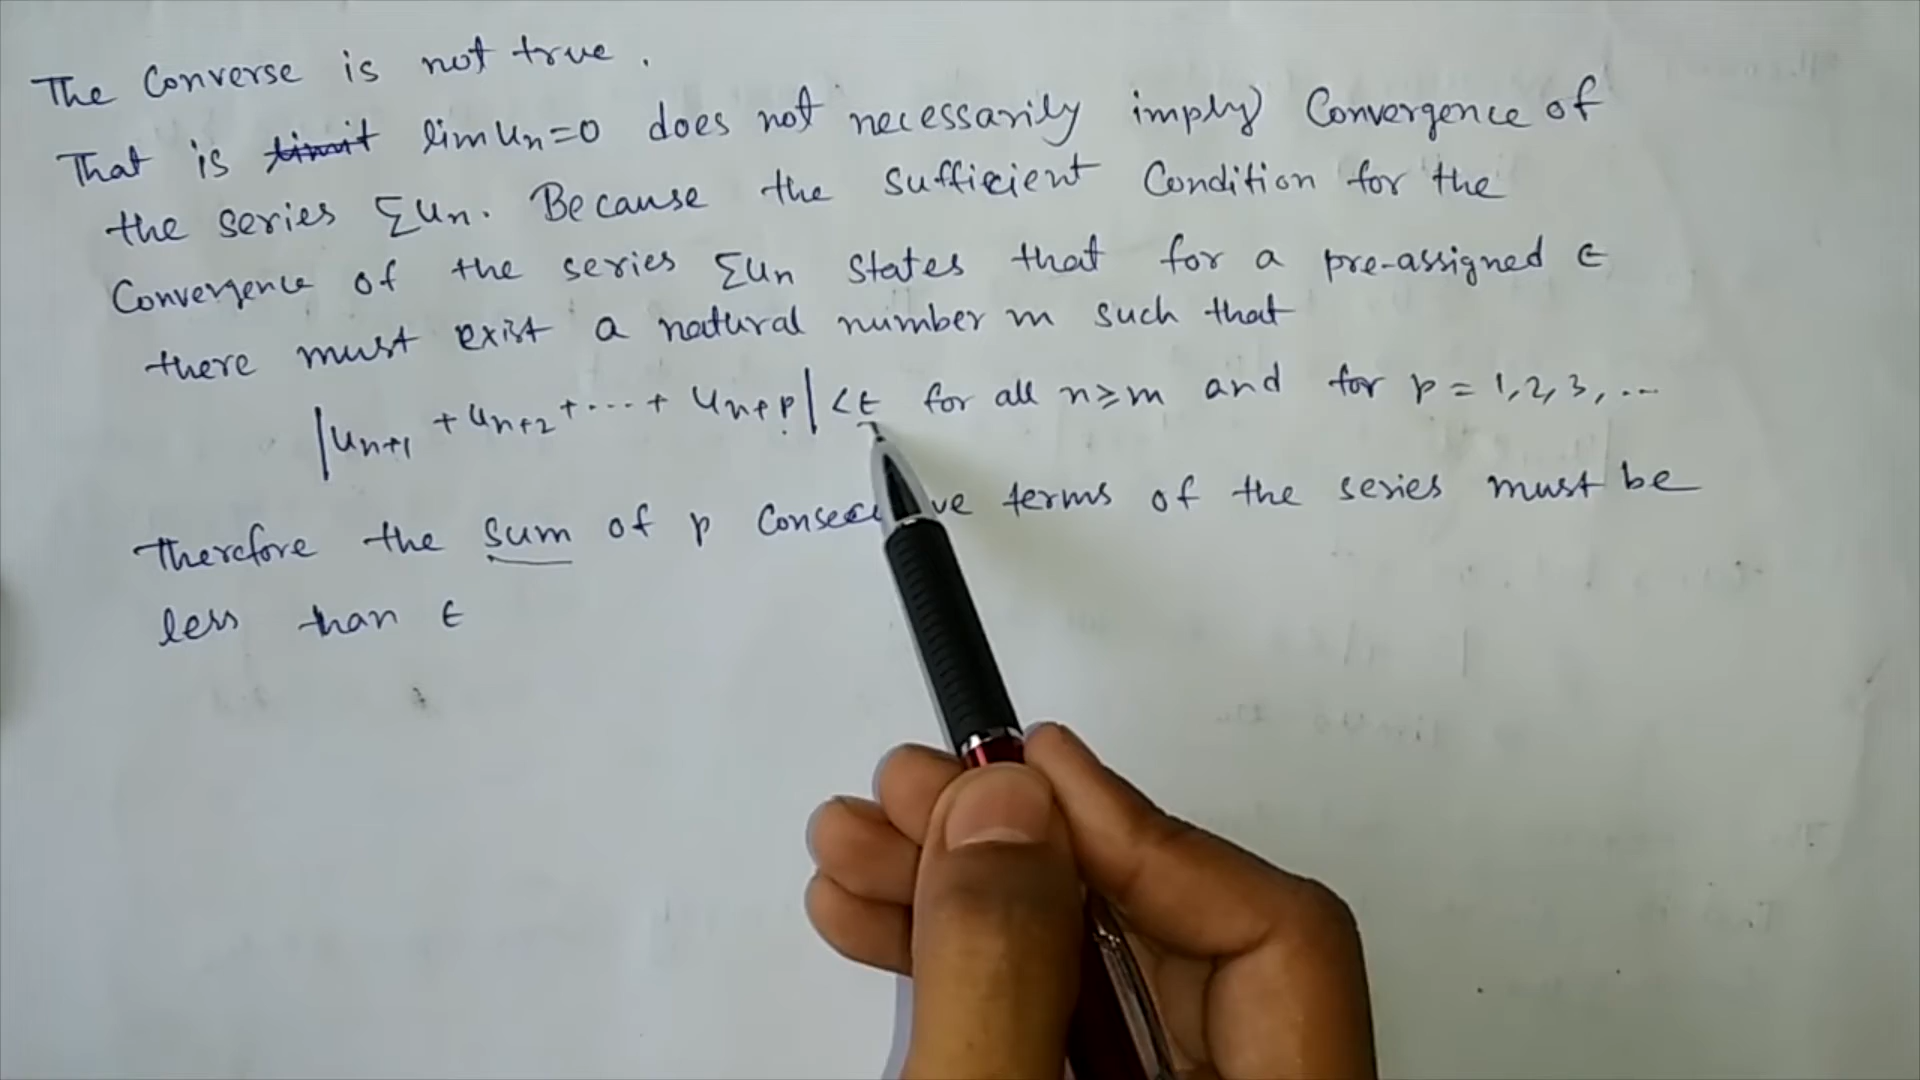 The Converse is not true.
That is limit lim uₙ=0 does not necessarily imply Convergence of
the series Σuₙ. Because the sufficient Condition for the
Convergence of the series Σuₙ states that for a pre-assigned ϵ
there must exist a natural number m such that
|uₙ₊₁ + uₙ₊₂ + .... + uₙ₊ₚ| < ϵ for all n ≥ m and for p = 1, 2, 3, ...
Therefore the sum of p terms of the series must be
less than ϵ